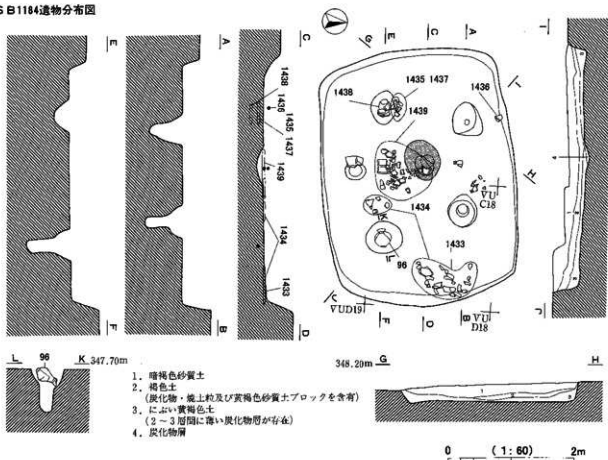 SB1184遺物分布図
E
A
C
G
E
C
A
I
1438
1436
1435
1437
1439
1434
1433
1435 1437
1438
1439
1436
I
H
VU
C18
1434
1433
96
J
VUD19
F
D
B
VU
D18
J
F
B
D
L 96 K 347.70m
1. 暗褐色砂質土
2. 褐色土
(炭化物・焼土粒及び黄褐色砂質土ブロックを含有)
3. にぶい黄褐色土
(2～3層間に薄い炭化物層が存在)
4. 炭化物層
348.20m G H
1
2
3
0 (1:60) 2m